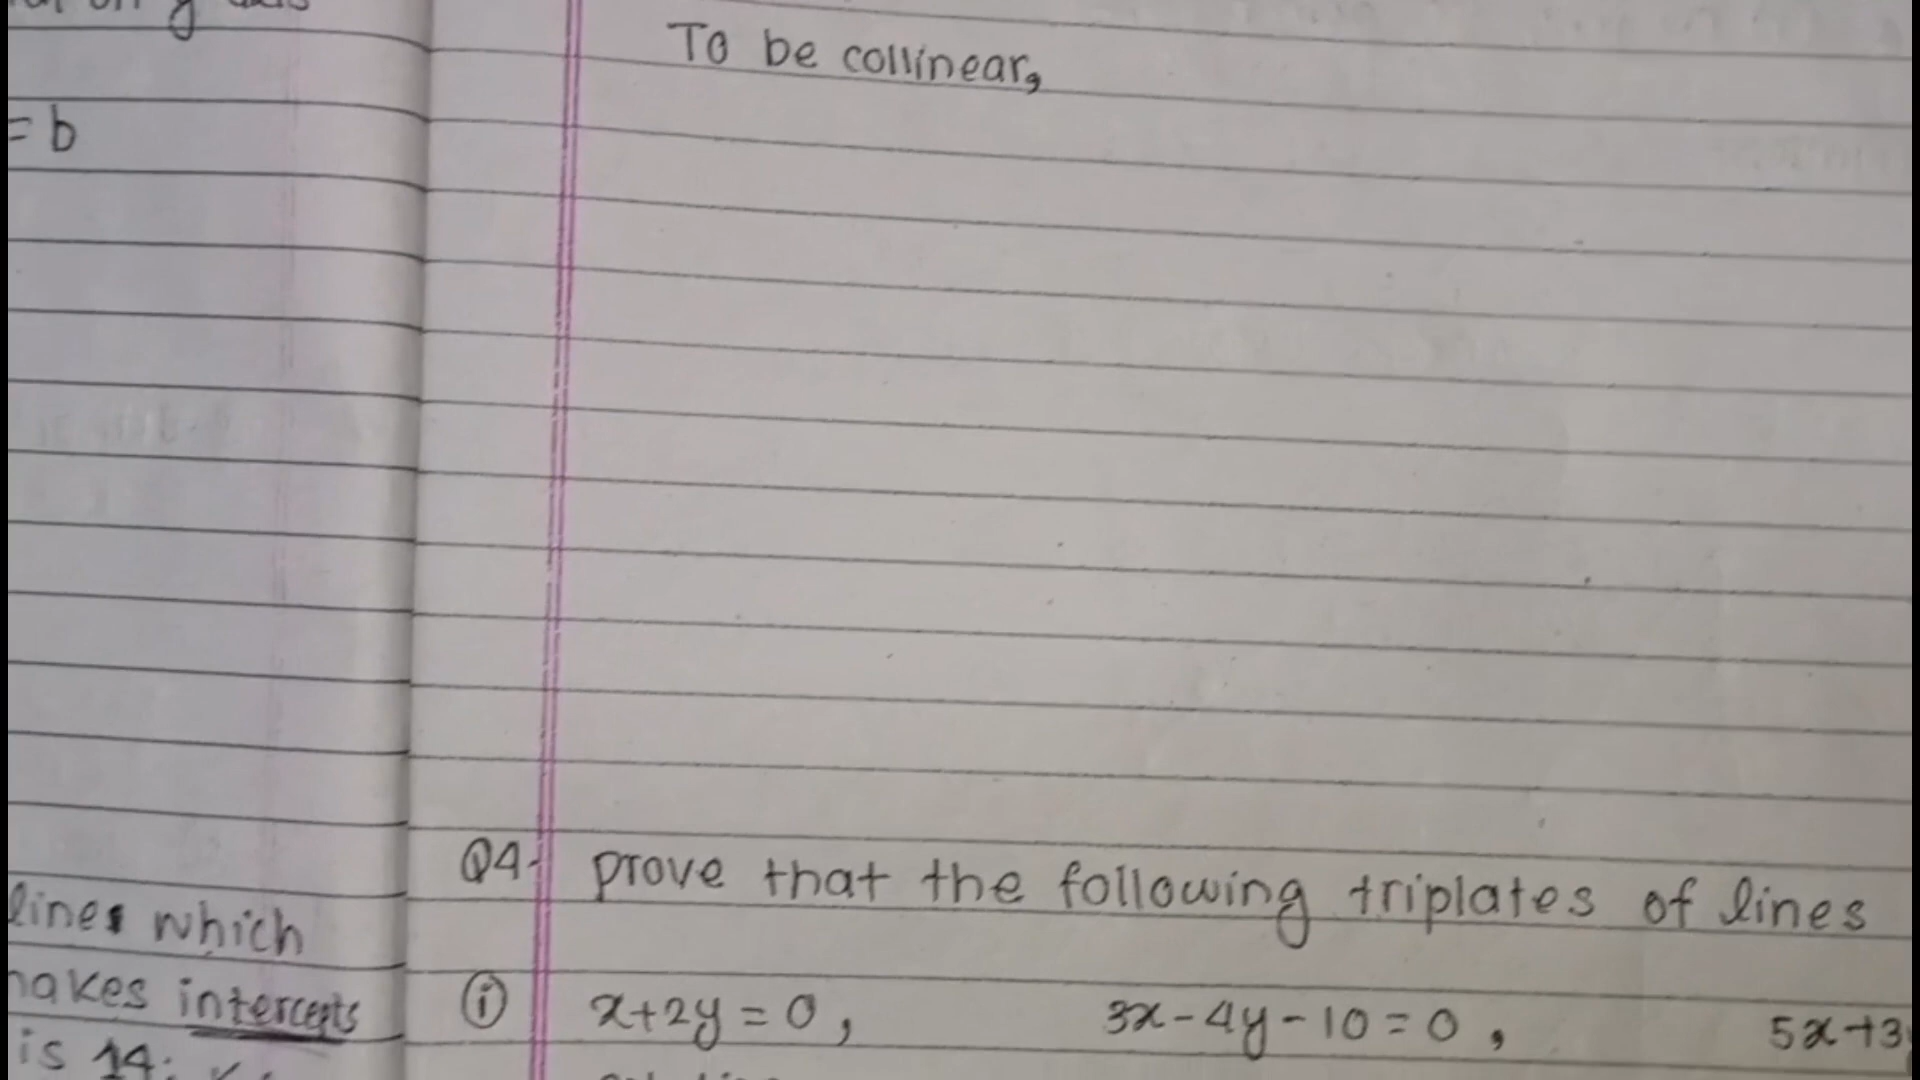 = b
lines which
makes intercepts
is 14:
To be collinear,
Q4- prove that the following triplates of lines
(i) x+2y=0, 3x-4y-10=0, 5x+3